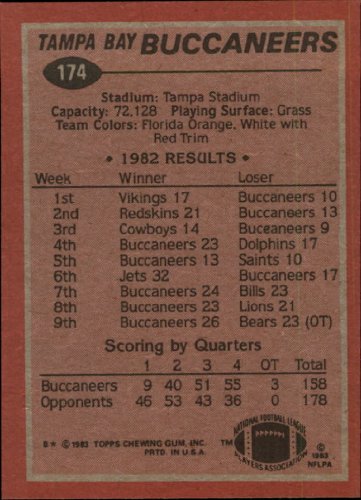 TAMPA BAY BUCCANEERS
174
Stadium: Tampa Stadium
Capacity: 72,128 Playing Surface: Grass
Team Colors: Florida Orange, White with
Red Trim
• 1982 RESULTS •
Week Winner Loser
1st Vikings 17 Buccaneers 10
2nd Redskins 21 Buccaneers 13
3rd Cowboys 14 Buccaneers 9
4th Buccaneers 23 Dolphins 17
5th Buccaneers 13 Saints 10
6th Jets 32 Buccaneers 17
7th Buccaneers 24 Bills 23
8th Buccaneers 23 Lions 21
9th Buccaneers 26 Bears 23 (OT)
Scoring by Quarters
1 2 3 4 OT Total
Buccaneers 9 40 51 55 3 158
Opponents 46 53 43 36 0 178
B* © 1983 TOPPS CHEWING GUM, INC.
PRTD. IN U.S.A.
™
NATIONAL FOOTBALL LEAGUE
PLAYERS ASSOCIATION
© 1983
NFLPA